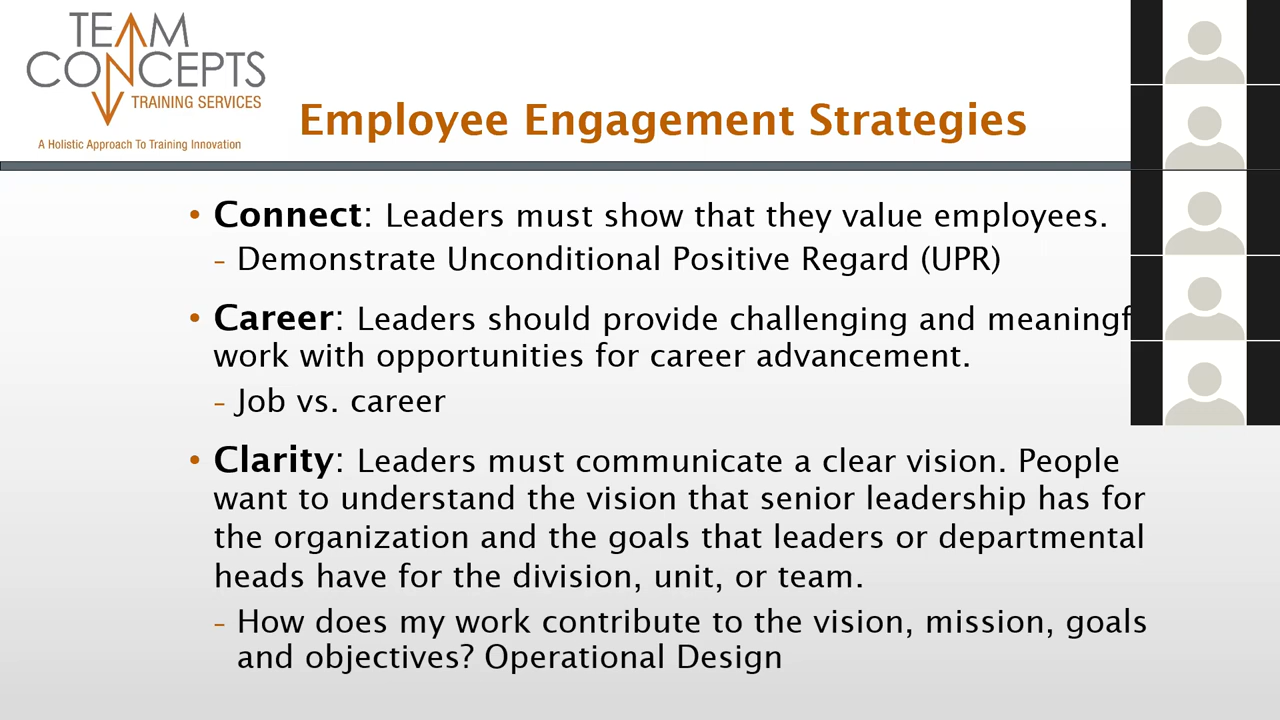 TEAM
CONCEPTS
TRAINING SERVICES
A Holistic Approach To Training Innovation
Employee Engagement Strategies
• Connect: Leaders must show that they value employees.
– Demonstrate Unconditional Positive Regard (UPR)
• Career: Leaders should provide challenging and
work with opportunities for career advancement.
– Job vs. career
• Clarity: Leaders must communicate a clear vision. People
want to understand the vision that senior leadership has for
the organization and the goals that leaders or departmental
heads have for the division, unit, or team.
– How does my work contribute to the vision, mission, goals
and objectives? Operational Design